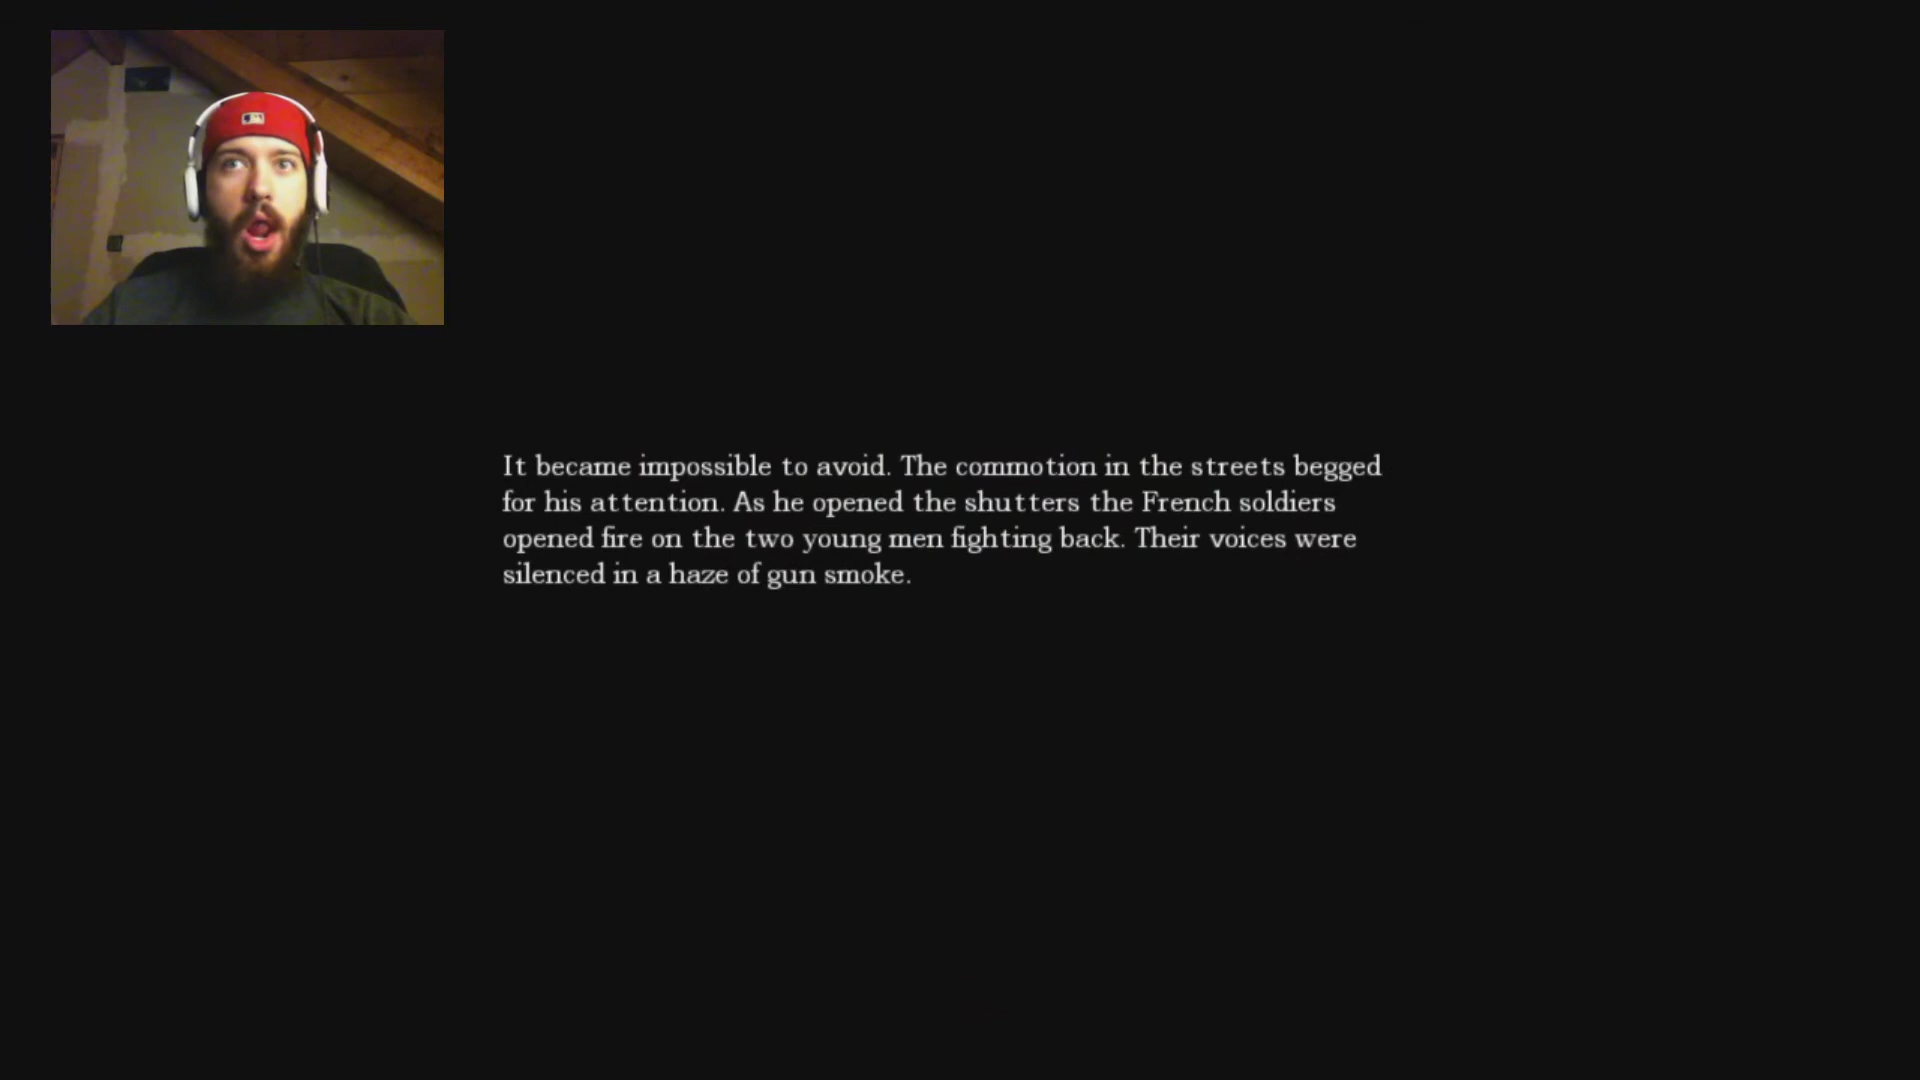 It became impossible to avoid. The commotion in the streets begged
for his attention. As he opened the shutters the French soldiers
opened fire on the two young men fighting back. Their voices were
silenced in a haze of gun smoke.